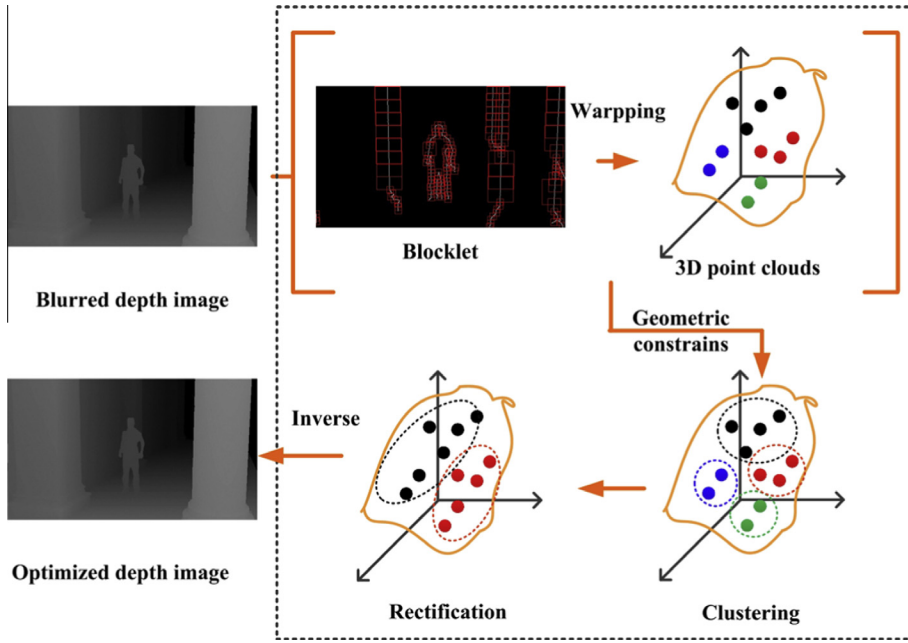 Warpping
Blocklet
3D point clouds
Blurred depth image
Geometric
constrains
Inverse
Optimized depth image
Rectification
Clustering